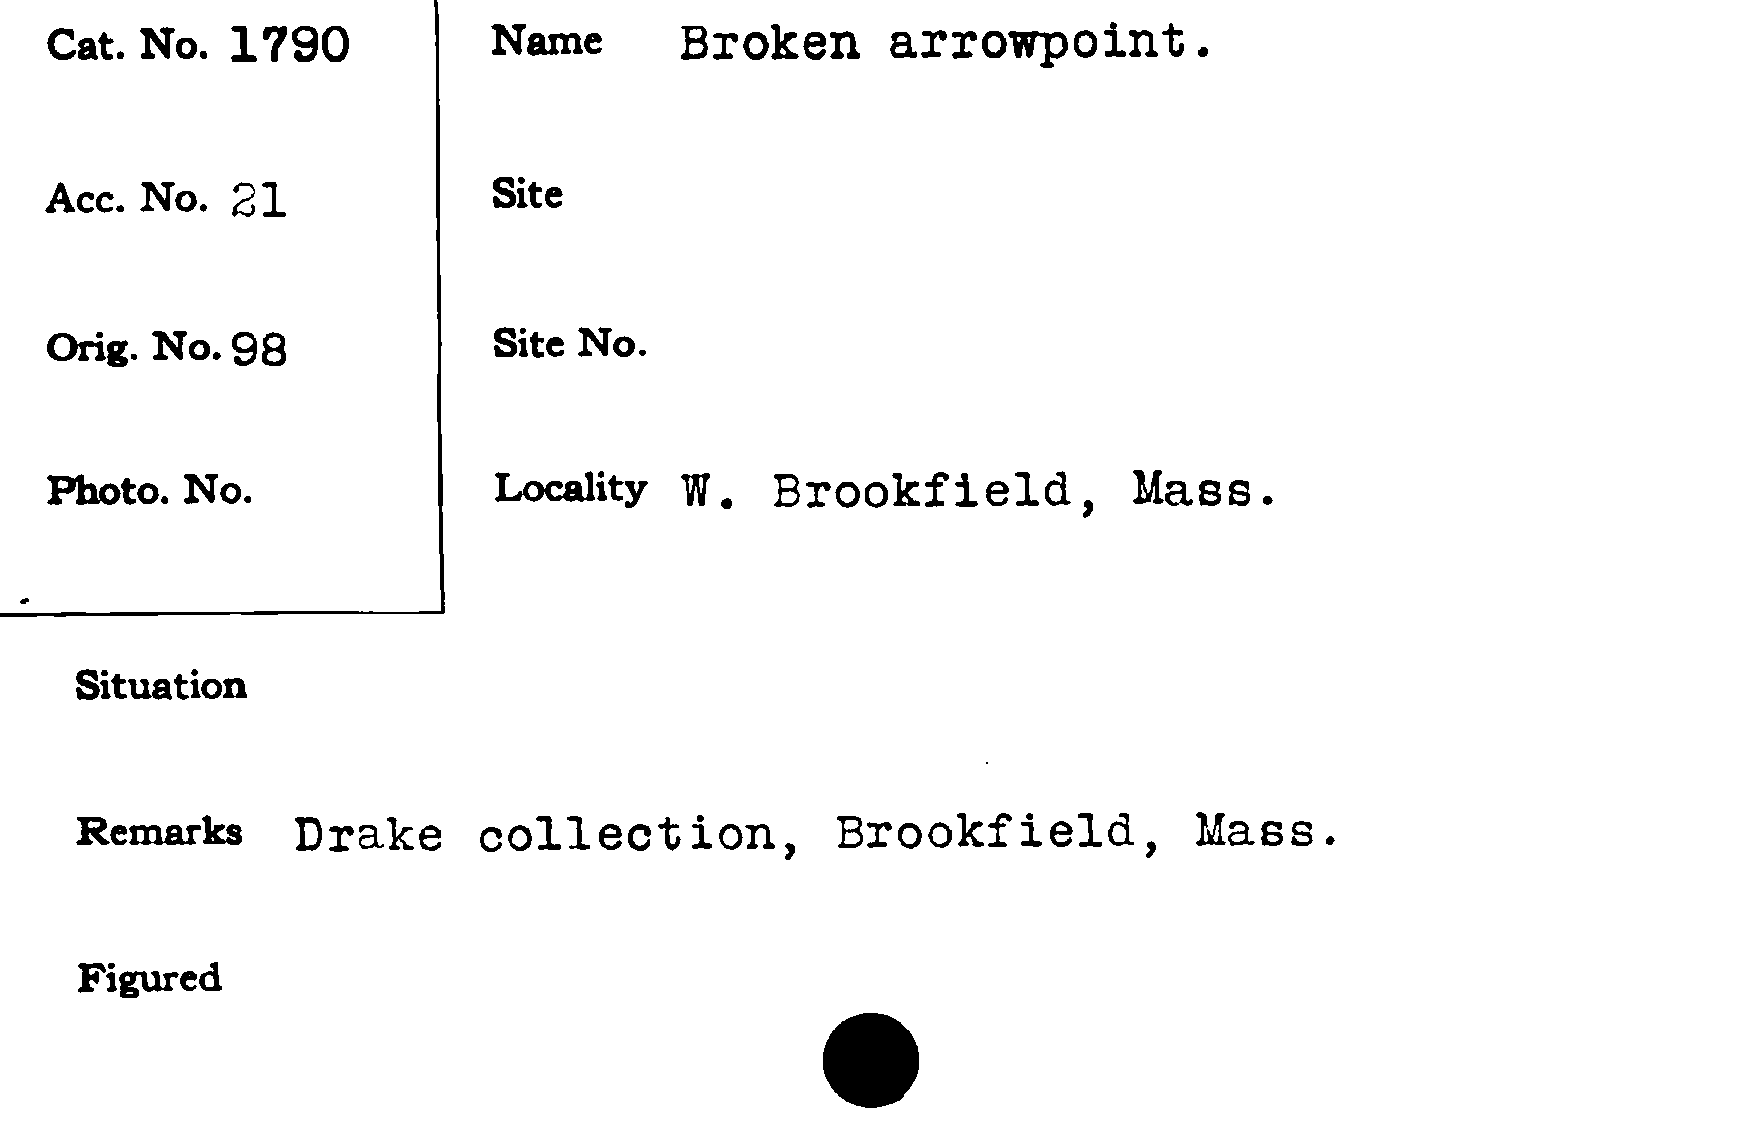 Cat. No. 1790
Acc. No. 21
Orig. No. 98
Photo. No.
Name Broken arrowpoint.
Site
Site No.
Locality W. Brookfield, Mass.
Situation
Remarks Drake collection, Brookfield, Mass.
Figured